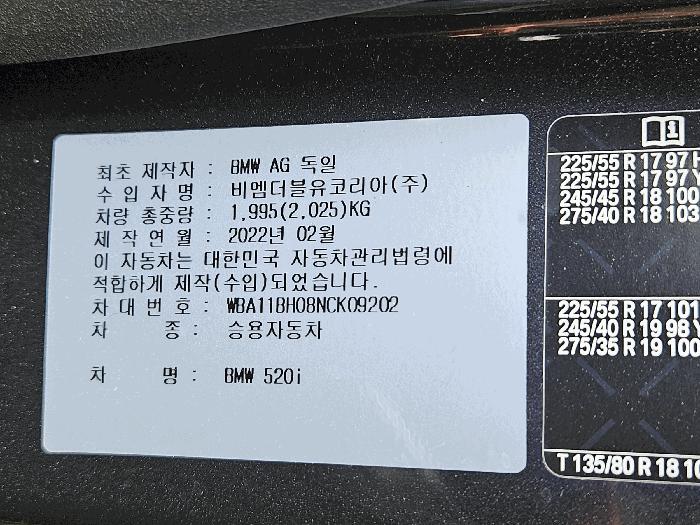 최초 제작자 : BMW AG 독일
수 입 자 명 : 비엠더블유코리아(주)
차량 총중량 : 1,995(2,025)KG
제 작 연 월 : 2022년 02월
이 자동차는 대한민국 자동차관리법령에
적합하게 제작(수입)되었습니다.
차 대 번 호 : WBA11BH08NCK09202
차 종 : 승용자동차
차 명 : BMW 520i
225/55 R 17 97
225/55 R 17 97 Y
245/45 R 18 100
275/40 R 18 103
225/55 R 17 101
245/40 R 19 98
275/35 R 19 100
T 135/80 R 18